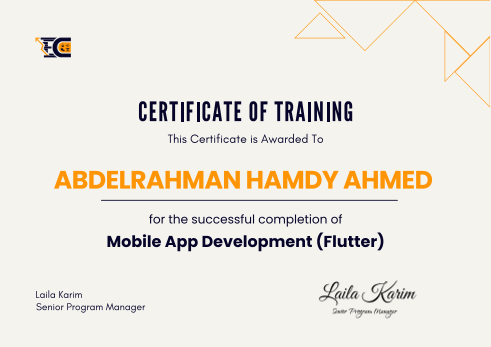 CERTIFICATE OF TRAINING
This Certificate is Awarded To
ABDELRAHMAN HAMDY AHMED
for the successful completion of
Mobile App Development (Flutter)
Laila Karim
Senior Program Manager
Laila Karim
Senior Program Manager